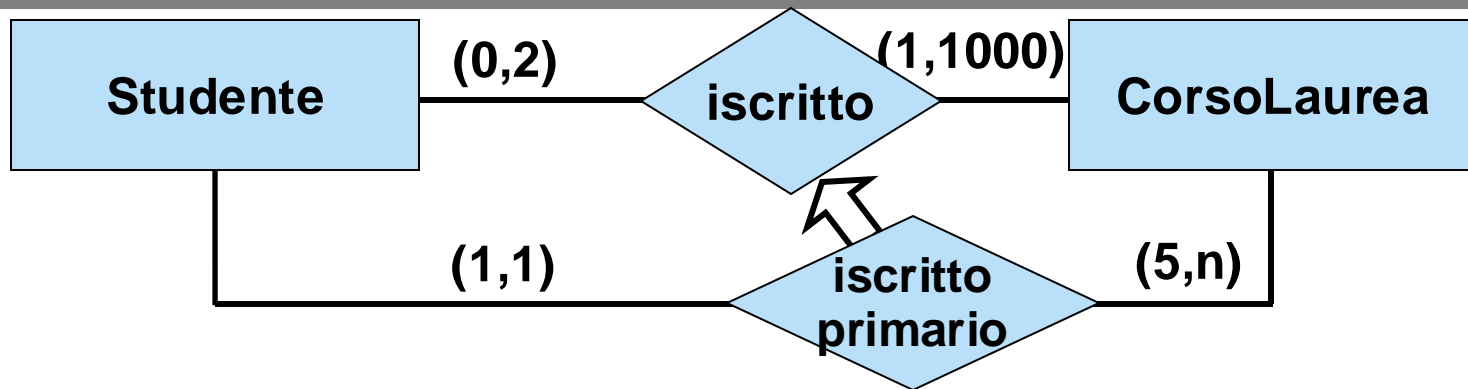 Studente
(0,2)
iscritto
(1,1000)
CorsoLaurea
(1,1)
iscritto
primario
(5,n)